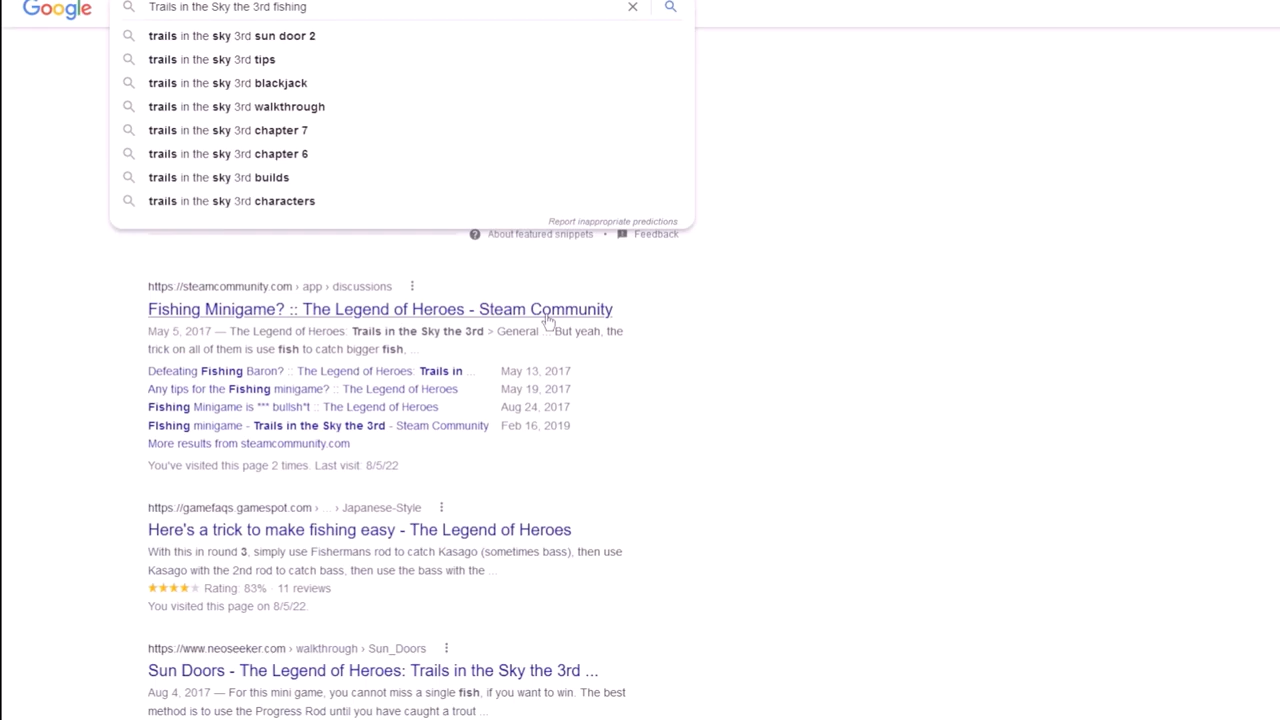 Google
Trails in the Sky the 3rd fishing
trails in the sky 3rd sun door 2
trails in the sky 3rd tips
trails in the sky 3rd blackjack
trails in the sky 3rd walkthrough
trails in the sky 3rd chapter 7
trails in the sky 3rd chapter 6
trails in the sky 3rd builds
trails in the sky 3rd characters
Report inappropriate predictions
About featured snippets • Feedback
https://steamcommunity.com › app › discussions
Fishing Minigame? :: The Legend of Heroes - Steam Community
May 5, 2017 — The Legend of Heroes: Trails in the Sky the 3rd > General ... But yeah, the
trick on all of them is use fish to catch bigger fish, ...
Defeating Fishing Baron? :: The Legend of Heroes: Trails in ... May 13, 2017
Any tips for the Fishing minigame? :: The Legend of Heroes May 19, 2017
Fishing Minigame is *** bullsh*t :: The Legend of Heroes Aug 24, 2017
FIshing minigame - Trails in the Sky the 3rd - Steam Community Feb 16, 2019
More results from steamcommunity.com
You've visited this page 2 times. Last visit: 8/5/22
https://gamefaqs.gamespot.com › ... › Japanese-Style
Here's a trick to make fishing easy - The Legend of Heroes
With this in round 3, simply use Fishermans rod to catch Kasago (sometimes bass), then use
Kasago with the 2nd rod to catch bass, then use the bass with the ...
Rating: 83% · 11 reviews
You visited this page on 8/5/22.
https://www.neoseeker.com › walkthrough › Sun_Doors
Sun Doors - The Legend of Heroes: Trails in the Sky the 3rd ...
Aug 4, 2017 — For this mini game, you cannot miss a single fish, if you want to win. The best
method is to use the Progress Rod until you have caught a trout ...